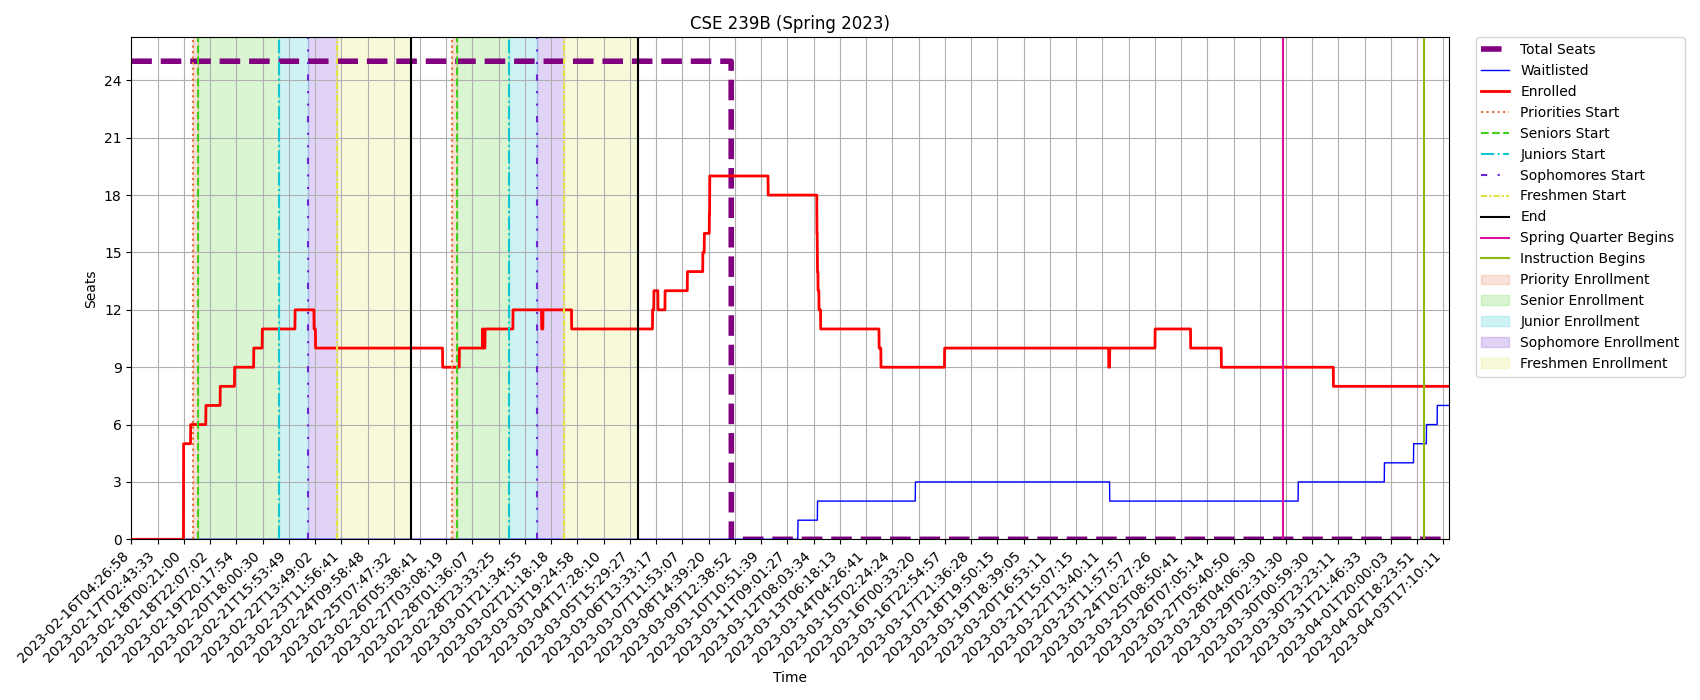 CSE 239B (Spring 2023)
Seats
24
21
18
15
12
9
6
3
0
2023-02-16T04:26:58
2023-02-17T02:43:33
2023-02-18T00:21:00
2023-02-18T22:07:02
2023-02-19T20:17:54
2023-02-20T18:00:30
2023-02-21T15:53:49
2023-02-22T13:49:02
2023-02-23T11:56:41
2023-02-24T09:58:48
2023-02-25T07:47:32
2023-02-26T05:38:41
2023-02-27T03:08:19
2023-02-28T01:36:07
2023-02-28T23:33:25
2023-03-01T21:34:55
2023-03-02T21:18:18
2023-03-03T19:24:58
2023-03-04T17:28:10
2023-03-05T15:29:27
2023-03-06T13:33:17
2023-03-07T11:53:07
2023-03-08T14:39:20
2023-03-09T12:38:52
2023-03-10T10:51:39
2023-03-11T09:01:27
2023-03-12T08:03:34
2023-03-13T06:18:13
2023-03-14T04:26:41
2023-03-15T02:24:24
2023-03-16T00:33:20
2023-03-16T22:54:57
2023-03-17T21:36:28
2023-03-18T19:50:15
2023-03-19T18:39:05
2023-03-20T16:53:11
2023-03-21T15:07:15
2023-03-22T13:40:11
2023-03-23T11:57:57
2023-03-24T10:27:26
2023-03-25T08:50:41
2023-03-26T07:05:14
2023-03-27T05:40:50
2023-03-28T04:06:30
2023-03-29T02:31:30
2023-03-30T00:59:30
2023-03-30T23:23:11
2023-03-31T21:46:33
2023-04-01T20:00:03
2023-04-02T18:23:51
2023-04-03T17:10:11
Time
Total Seats
Waitlisted
Enrolled
Priorities Start
Seniors Start
Juniors Start
Sophomores Start
Freshmen Start
End
Spring Quarter Begins
Instruction Begins
Priority Enrollment
Senior Enrollment
Junior Enrollment
Sophomore Enrollment
Freshmen Enrollment